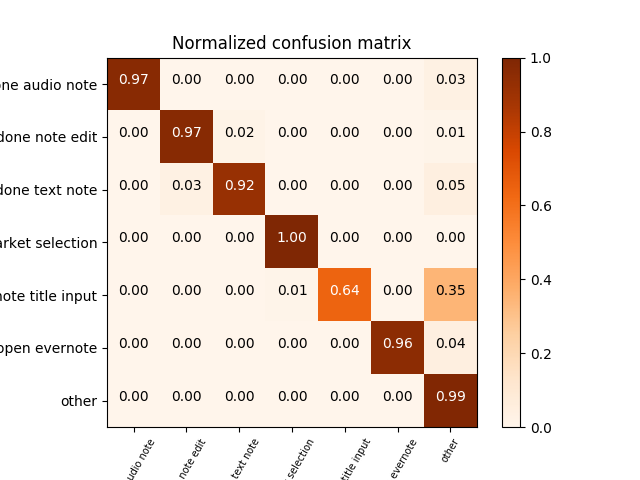 Normalized confusion matrix
ne audio note 0.97 0.00 0.00 0.00 0.00 0.00 0.03
done note edit 0.00 0.97 0.02 0.00 0.00 0.00 0.01
done text note 0.00 0.03 0.92 0.00 0.00 0.00 0.05
arket selection 0.00 0.00 0.00 1.00 0.00 0.00 0.00
note title input 0.00 0.00 0.00 0.01 0.64 0.00 0.35
open evernote 0.00 0.00 0.00 0.00 0.00 0.96 0.04
other 0.00 0.00 0.00 0.00 0.00 0.00 0.99
udio note
note edit
text note
selection
title input
evernote
other
1.0
0.8
0.6
0.4
0.2
0.0